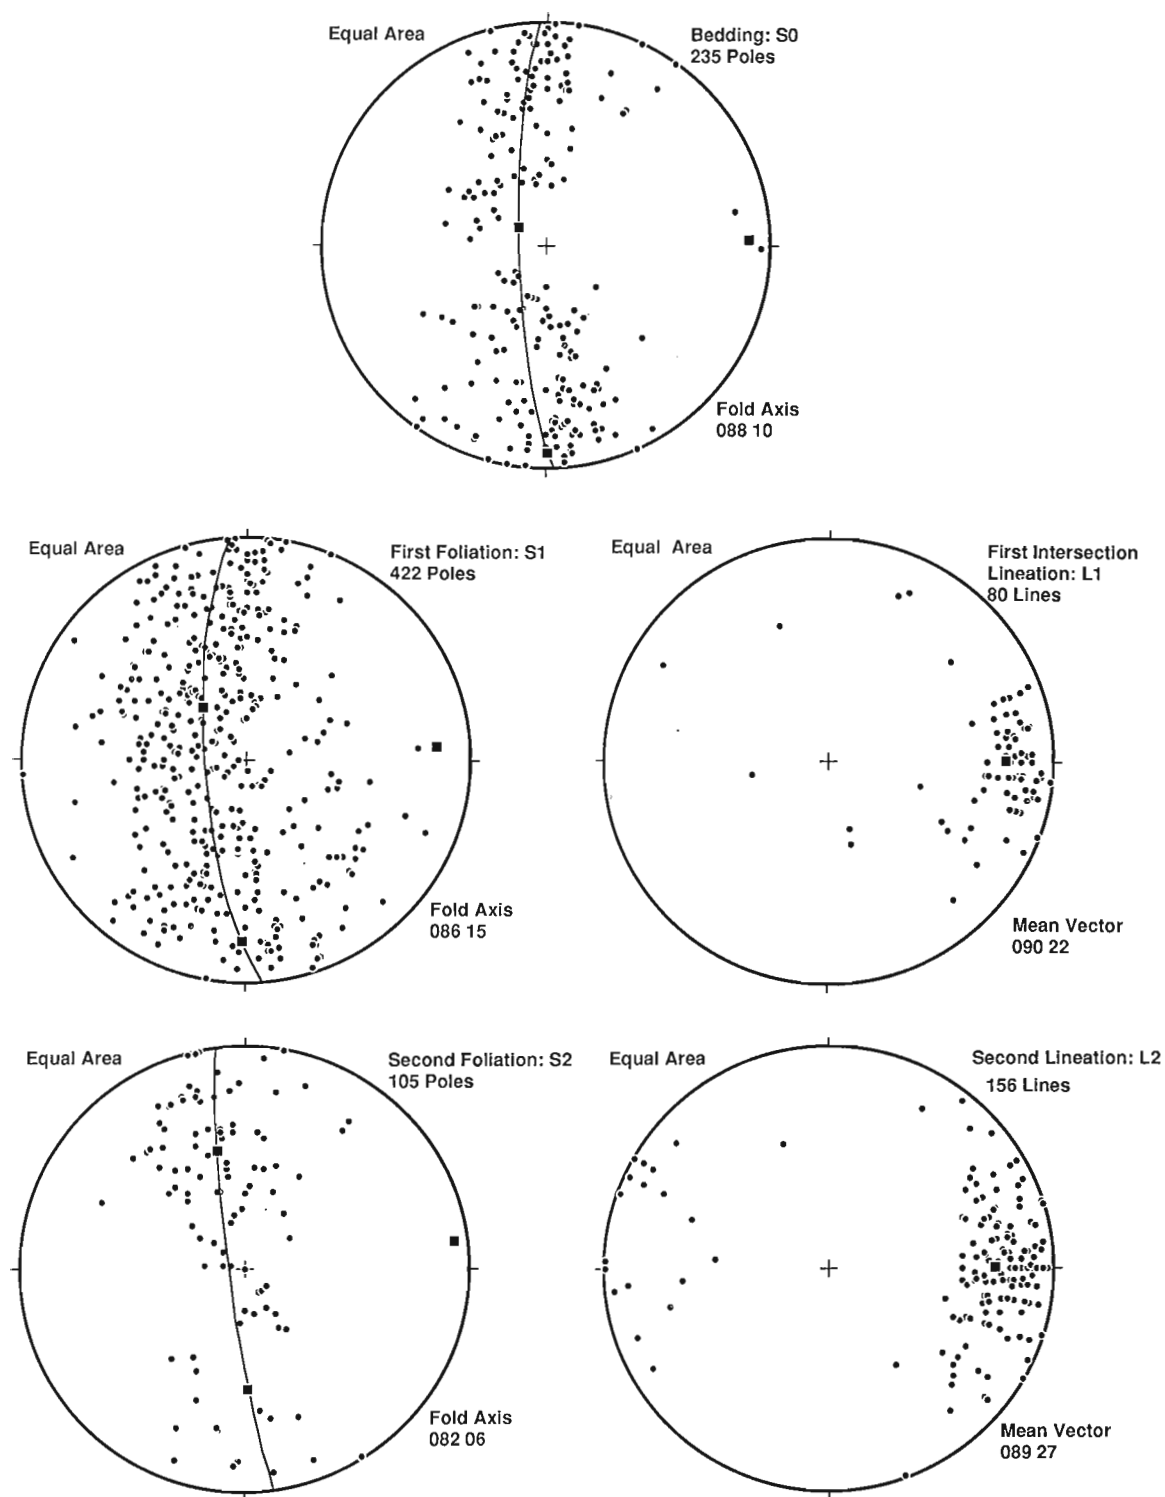 Equal Area
Bedding: S0
235 Poles
Fold Axis
088 10
Equal Area
First Foliation: S1
422 Poles
Fold Axis
086 15
Equal Area
First Intersection
Lineation: L1
80 Lines
Mean Vector
090 22
Equal Area
Second Foliation: S2
105 Poles
Fold Axis
082 06
Equal Area
Second Lineation: L2
156 Lines
Mean Vector
089 27